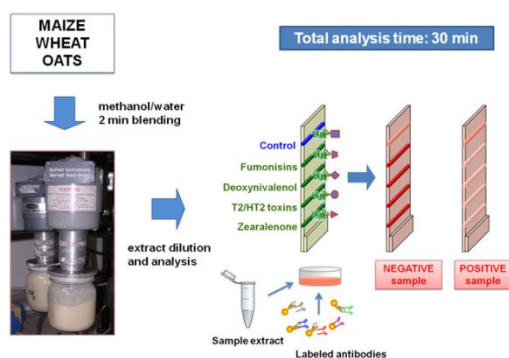 MAIZE
WHEAT
OATS
Total analysis time: 30 min
methanol/water
2 min blending
Control
Fumonisins
Deoxynivalenol
T2/HT2 toxins
Zearalenone
extract dilution
and analysis
NEGATIVE
sample
POSITIVE
sample
Sample extract
Labeled antibodies